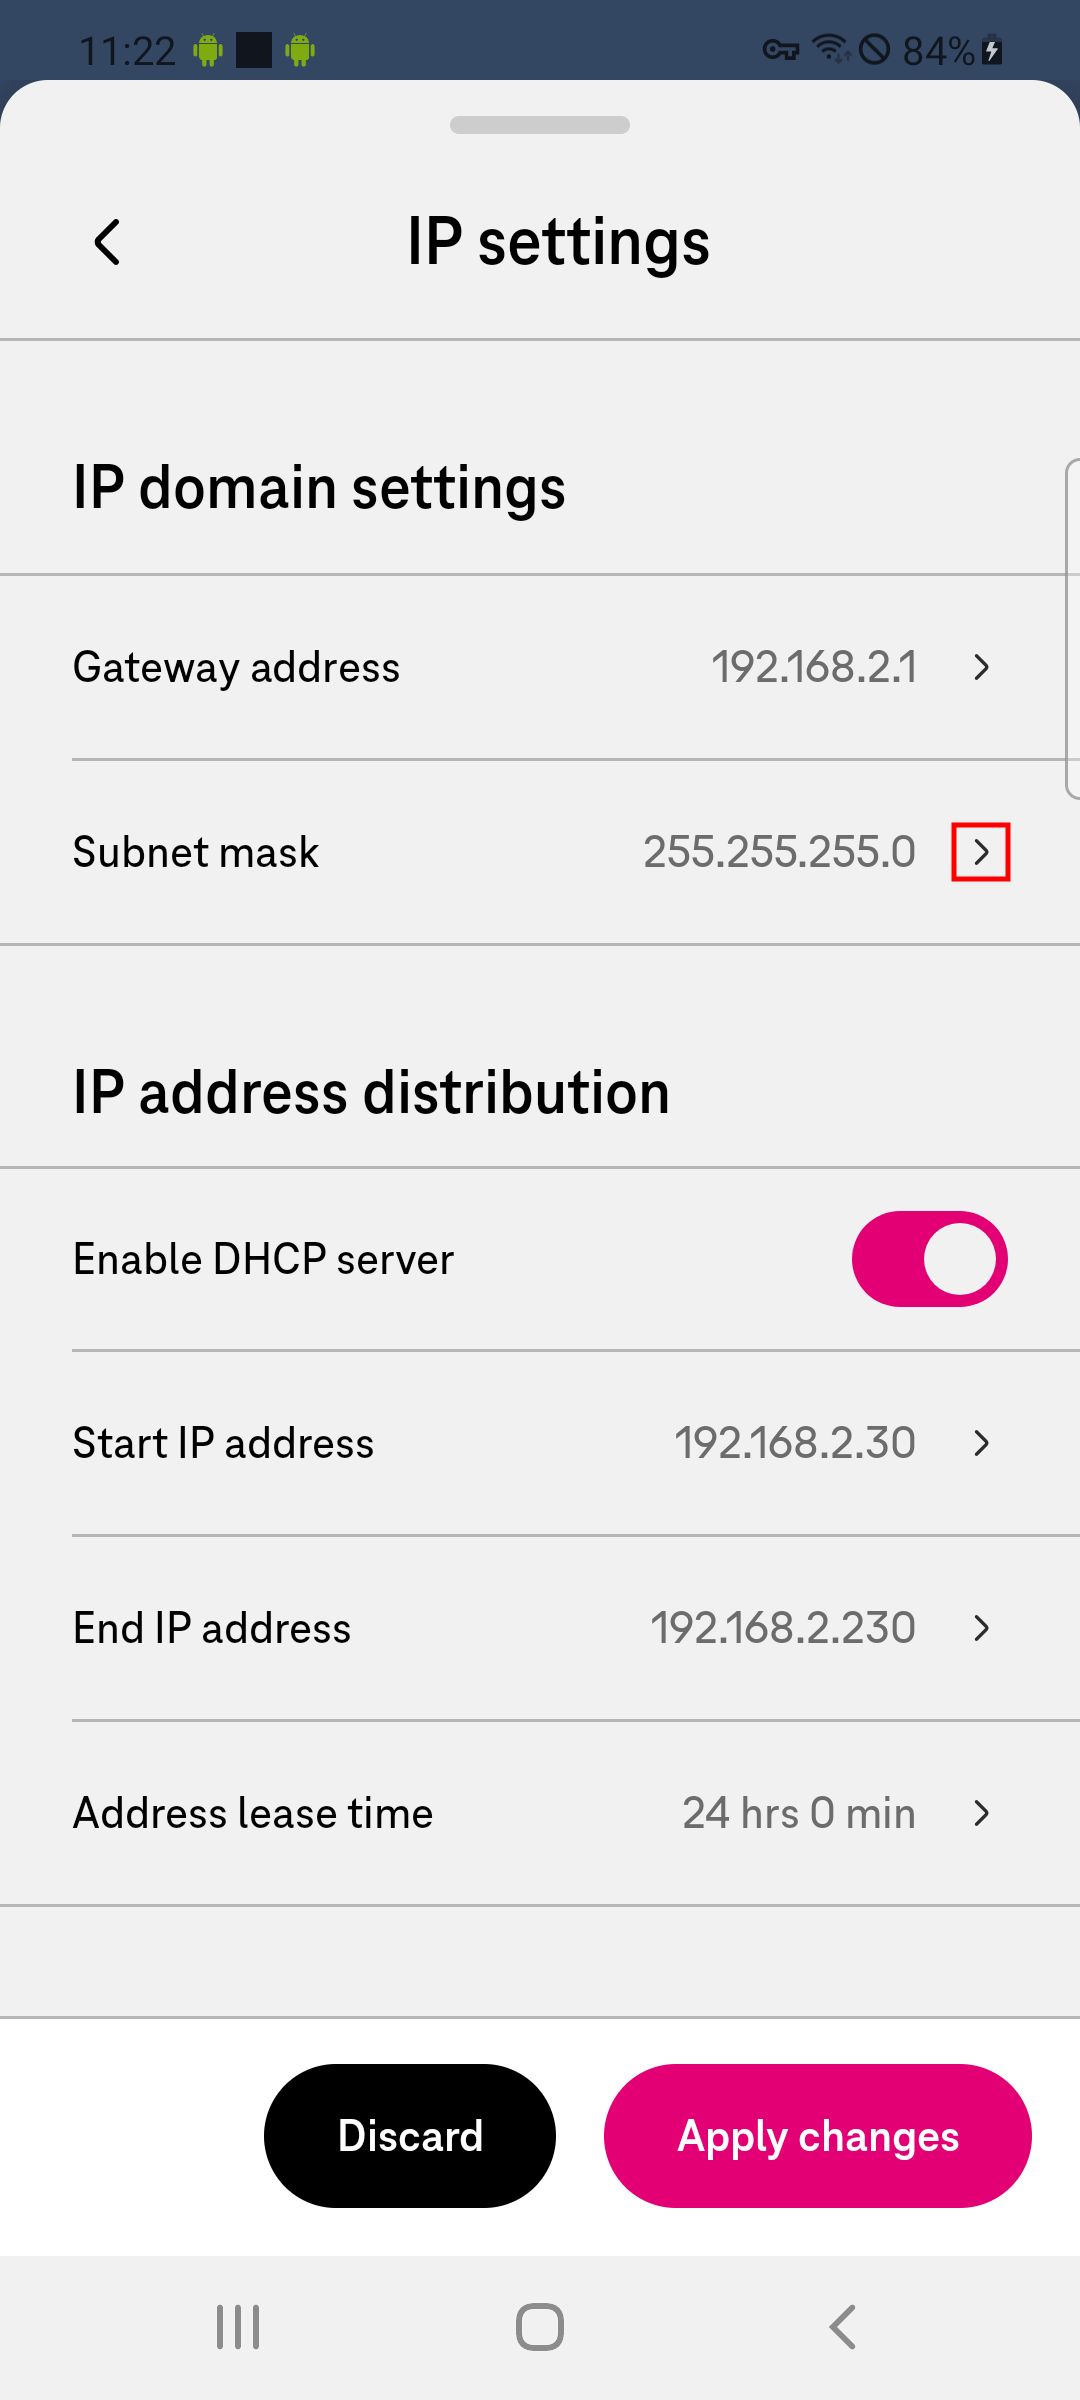 11:22 84%
IP settings
IP domain settings
Gateway address 192.168.2.1
Subnet mask 255.255.255.0
IP address distribution
Enable DHCP server
Start IP address 192.168.2.30
End IP address 192.168.2.230
Address lease time 24 hrs 0 min
Discard Apply changes